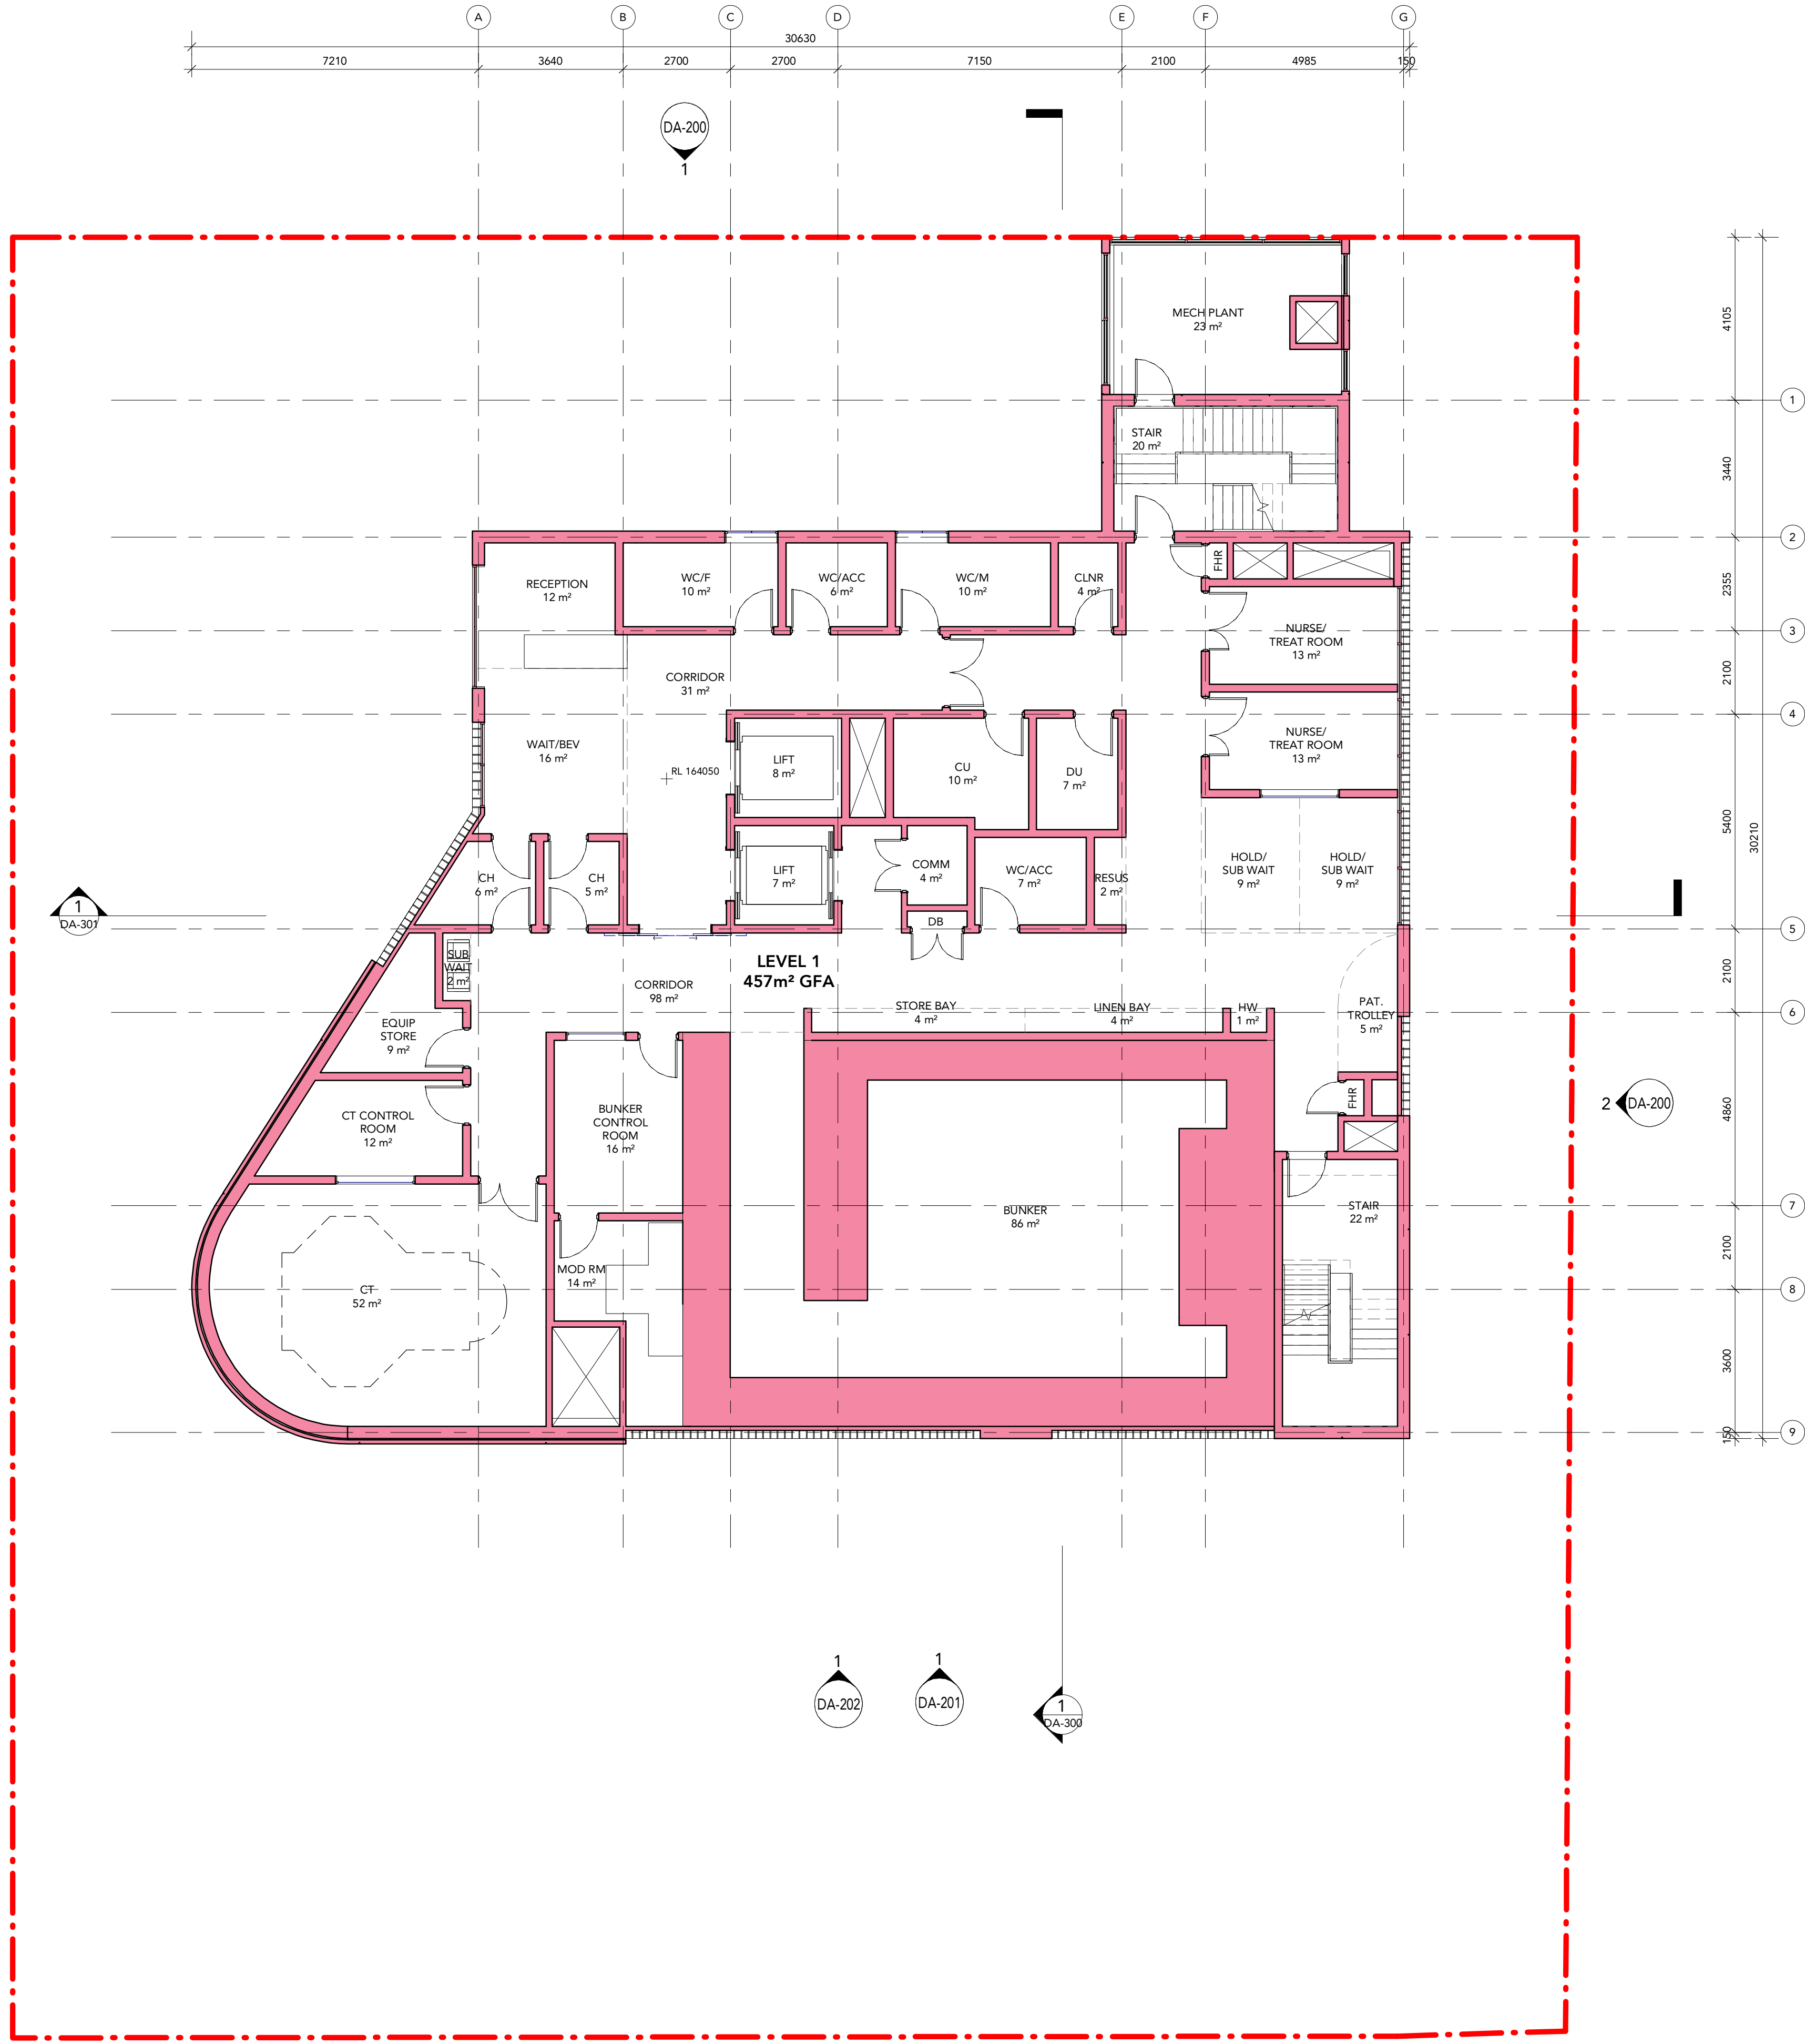 A
B
C
D
E
F
G
30630
7210
3640
2700
2700
7150
2100
4985
150
DA-200
1
4105
3440
2355
2100
5400
30210
2100
4860
2100
3600
150
1
2
3
4
5
6
7
8
9
MECH PLANT
23 m²
STAIR
20 m²
RECEPTION
12 m²
WC/F
10 m²
WC/ACC
6 m²
WC/M
10 m²
CLNR
4 m²
FHR
NURSE/
TREAT ROOM
13 m²
CORRIDOR
31 m²
NURSE/
TREAT ROOM
13 m²
WAIT/BEV
16 m²
RL 164050
LIFT
8 m²
CU
10 m²
DU
7 m²
CH
6 m²
CH
5 m²
LIFT
7 m²
COMM
4 m²
WC/ACC
7 m²
RESUS
2 m²
HOLD/
SUB WAIT
9 m²
HOLD/
SUB WAIT
9 m²
1
DA-301
DB
SUB
WAIT
2 m²
LEVEL 1
457m² GFA
CORRIDOR
98 m²
STORE BAY
4 m²
LINEN BAY
4 m²
HW
1 m²
PAT.
TROLLEY
5 m²
EQUIP
STORE
9 m²
FHR
2
DA-200
CT CONTROL
ROOM
12 m²
BUNKER
CONTROL
ROOM
16 m²
BUNKER
86 m²
STAIR
22 m²
MOD RM
14 m²
CT
52 m²
1
DA-202
1
DA-201
1
DA-300